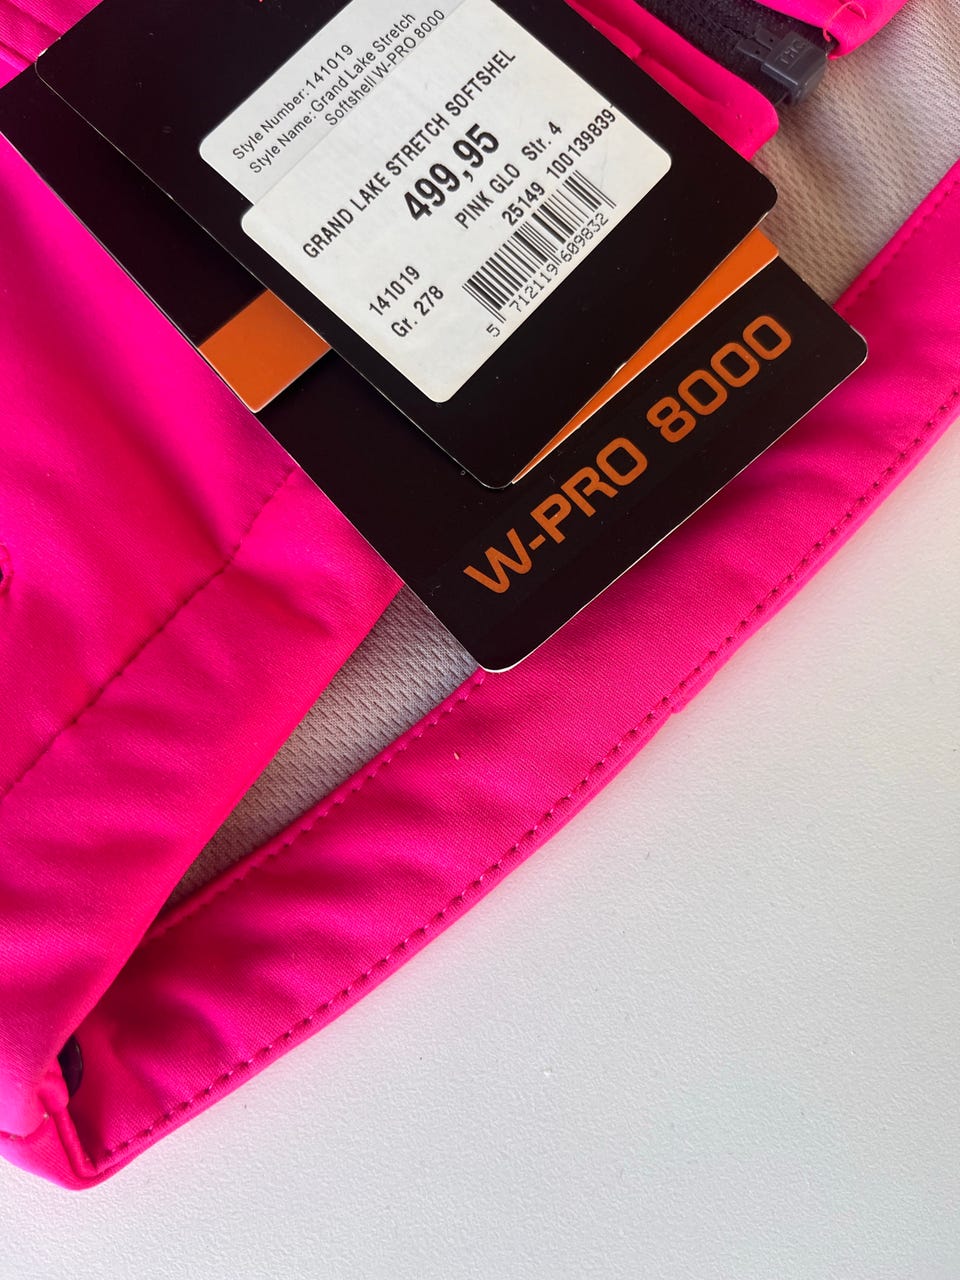 Style Number: 141019
Style Name: Grand Lake Stretch
Softshell W-PRO 8000
GRAND LAKE STRETCH SOFTSHEL
499,95
PINK GLO Str. 4
25149 100139839
141019
Gr. 278
5 712119 609832
W-PRO 8000